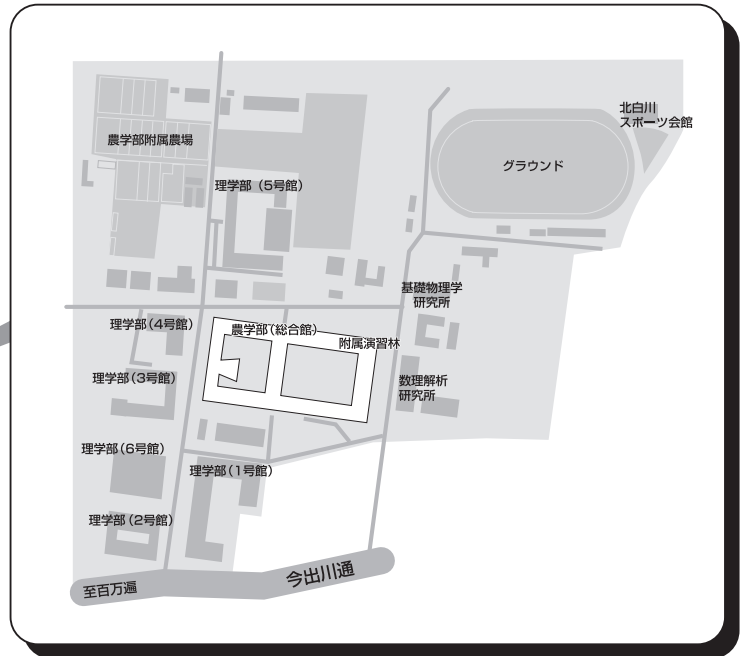 北白川
スポーツ会館
農学部附属農場
グラウンド
理学部（5号館）
基礎物理学
研究所
理学部（4号館）
農学部（総合館）
附属演習林
理学部（3号館）
数理解析
研究所
理学部（6号館）
理学部（1号館）
理学部（2号館）
今出川通
至百万遍